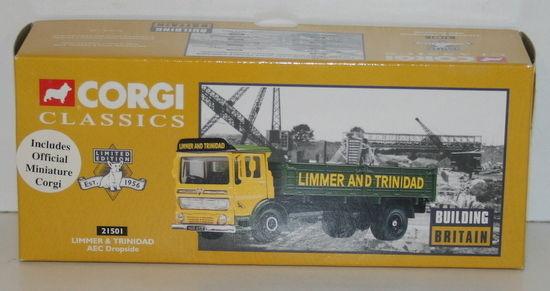 CORGI
CLASSICS
Includes
Official
Miniature
Corgi
LIMITED
EDITION
EST. 1956
21501
LIMMER & TRINIDAD
AEC Dropside
LIMMER AND TRINIDAD
LIMMER AND TRINIDAD
BUILDING
BRITAIN